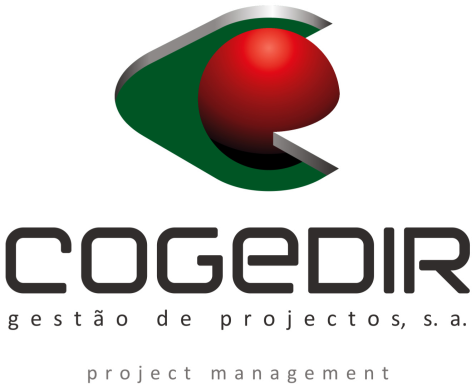 COGEDIR
gestão de projectos, s.a.
project management